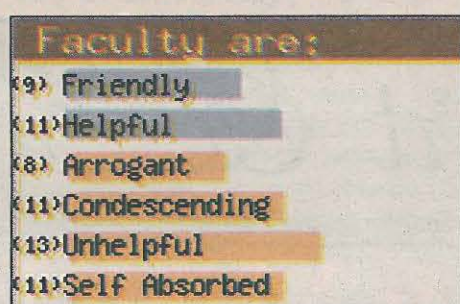 Faculty are:
(9) Friendly
(11) Helpful
(8) Arrogant
(11) Condescending
(13) Unhelpful
(11) Self Absorbed